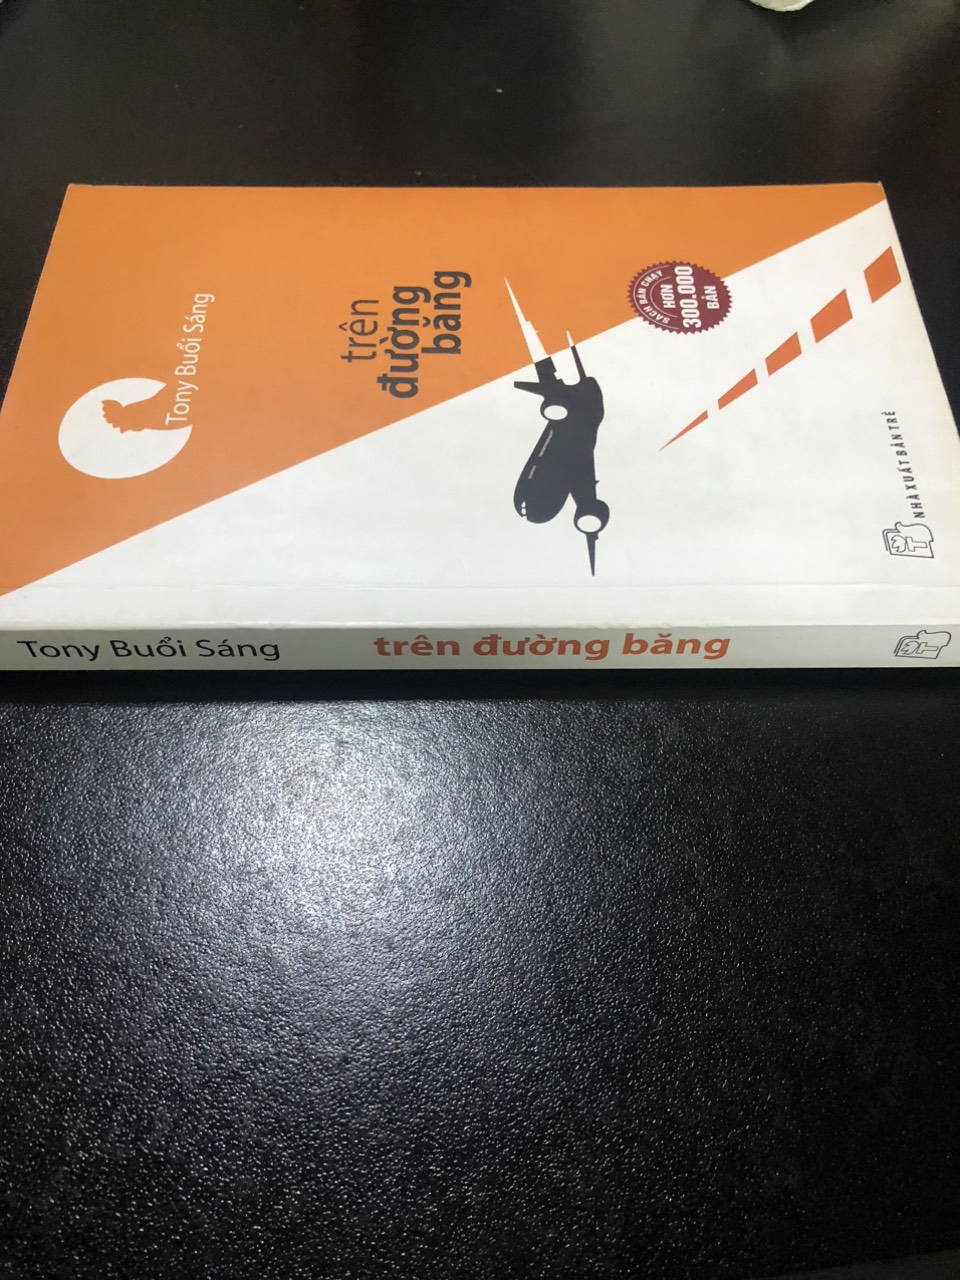 Tony Buổi Sáng
trên
đường
băng
SÁCH BÁN CHẠY
HƠN
300.000
BẢN
NHÀ XUẤT BẢN TRẺ
Tony Buổi Sáng
trên đường băng